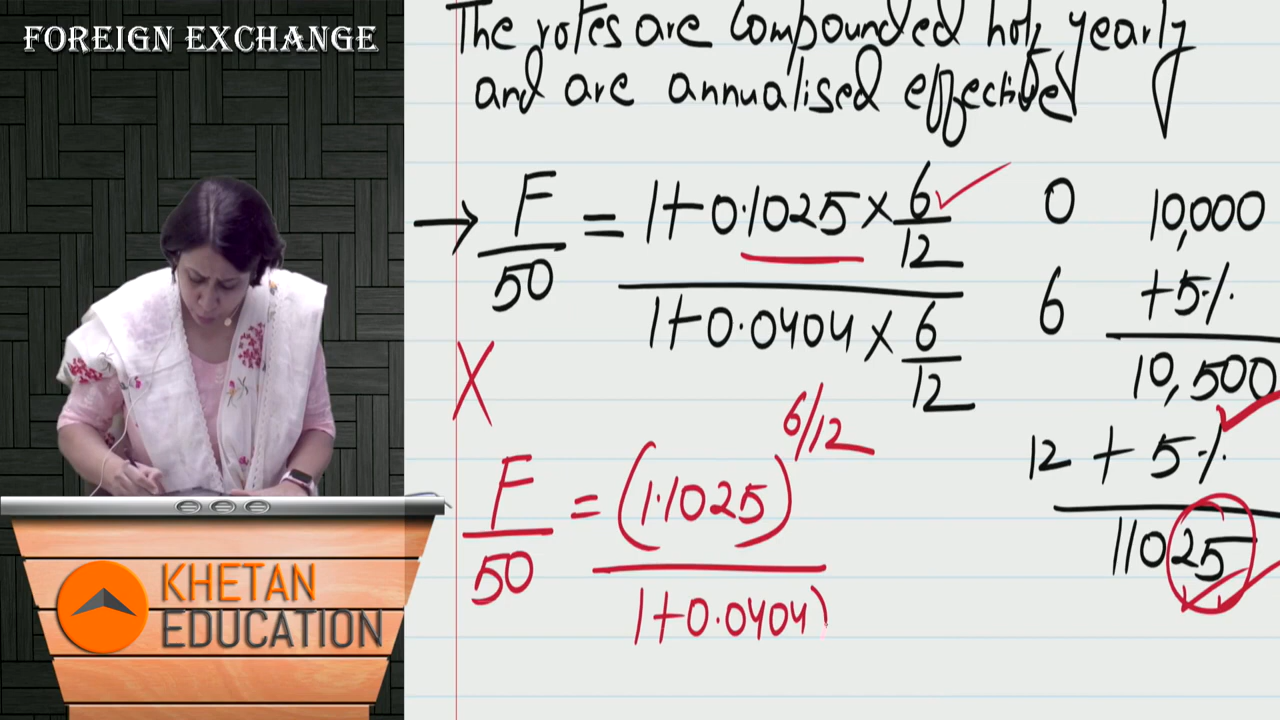 FOREIGN EXCHANGE
The rates are compounded half yearly
and are annualised effectived
→ F/50 = 1+0.1025 × 6/12
1+0.0404 × 6/12
X
F/50 = (1.1025)^6/12
1+0.0404)
0 10,000
6 +5.%
10,500
12 + 5.%
11025
KHETAN
EDUCATION